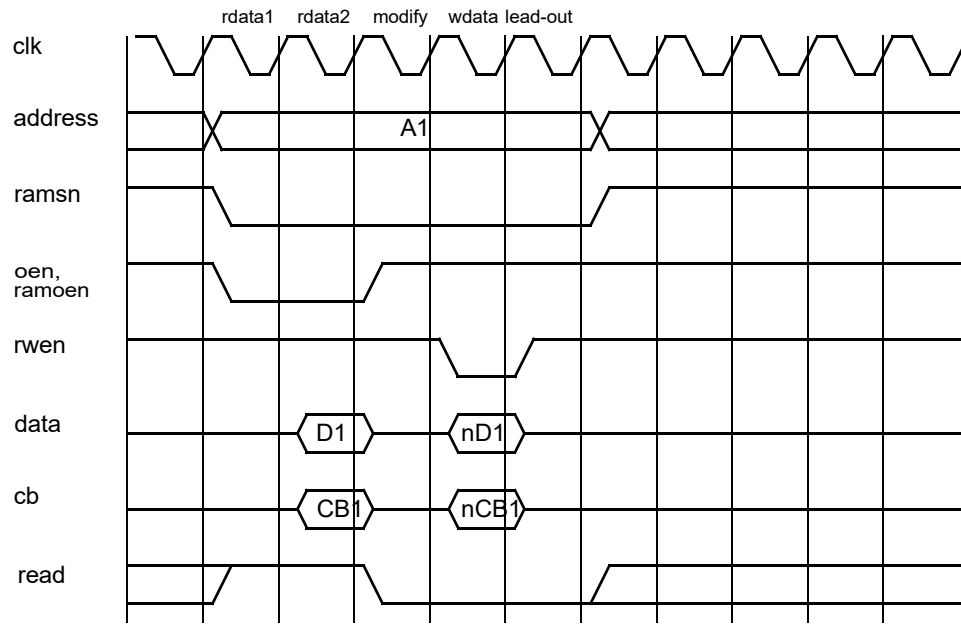 rdata1 rdata2 modify wdata lead-out
clk
address
A1
ramsn
oen,
ramoen
rwen
data
D1 nD1
cb
CB1 nCB1
read